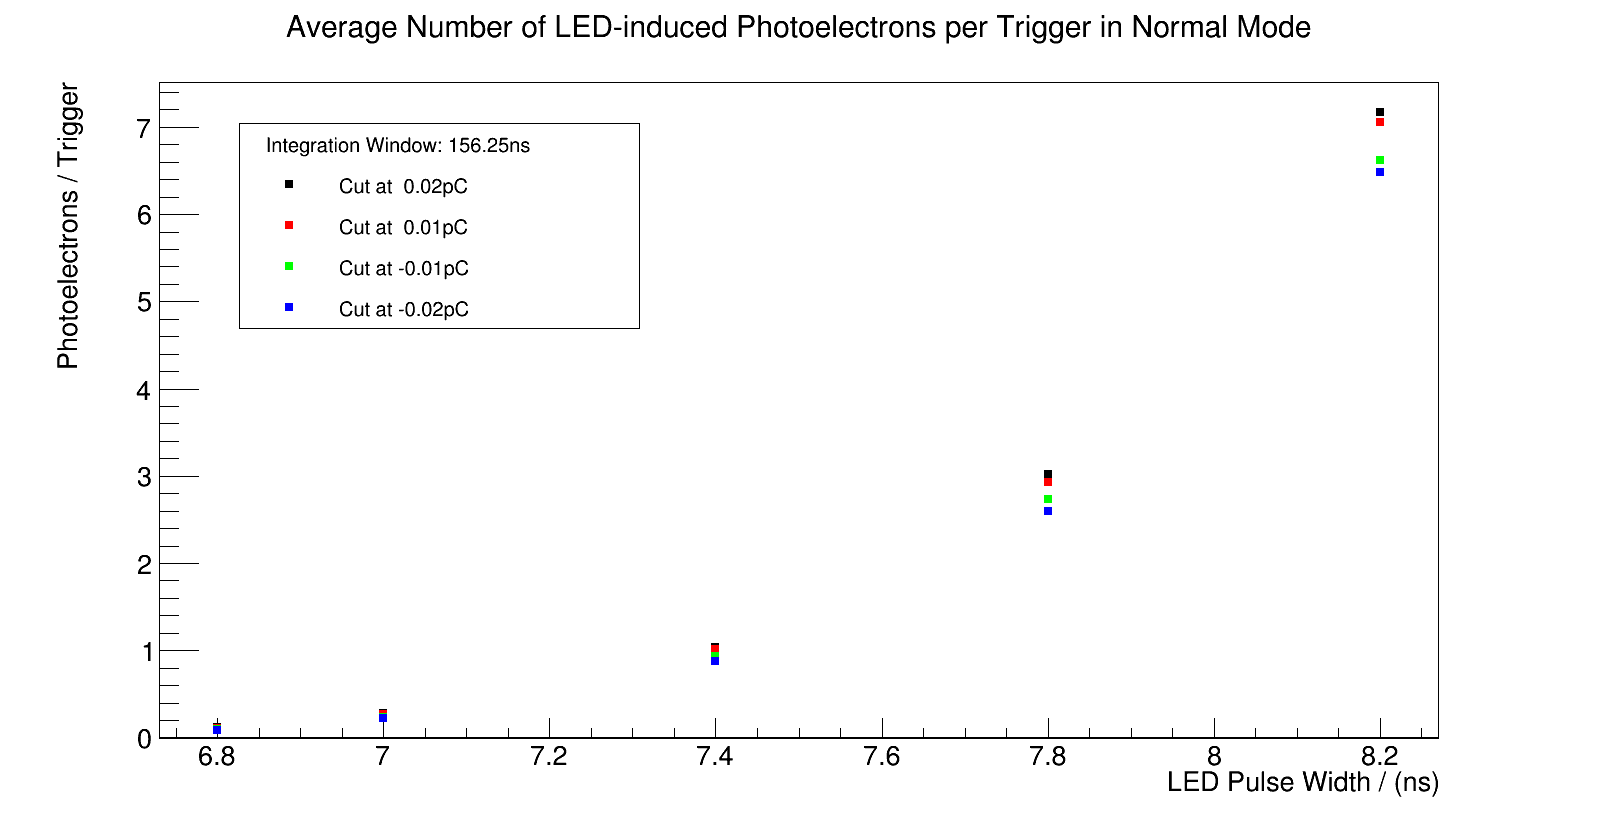 Average Number of LED-induced Photoelectrons per Trigger in Normal Mode
Photoelectrons / Trigger
7
6
5
4
3
2
1
0
Integration Window: 156.25ns
Cut at  0.02pC
Cut at  0.01pC
Cut at -0.01pC
Cut at -0.02pC
6.8 7 7.2 7.4 7.6 7.8 8 8.2
LED Pulse Width / (ns)